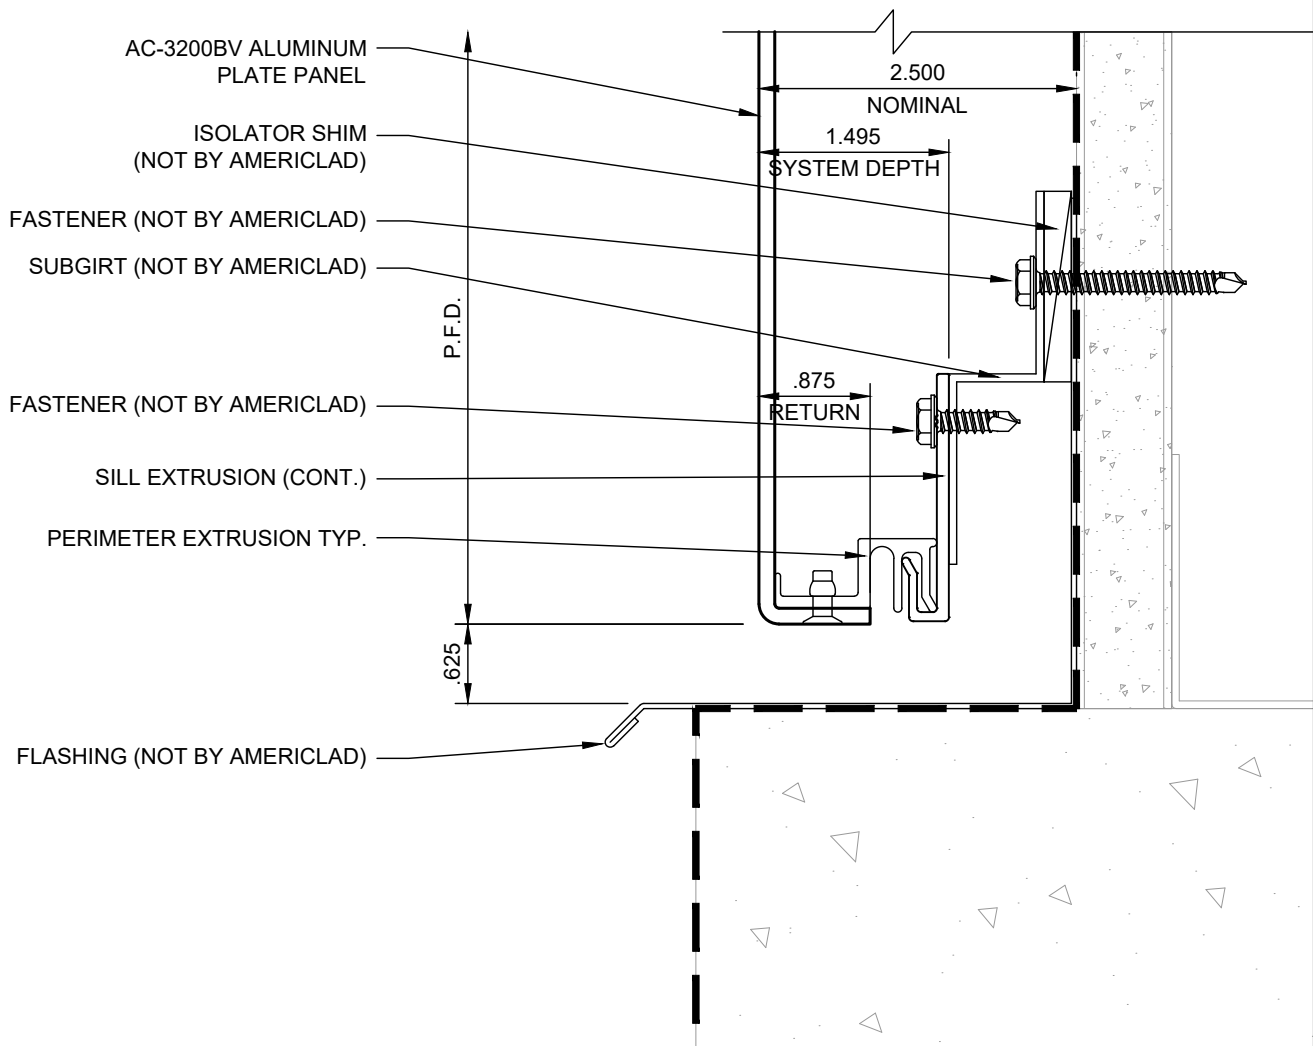 AC-3200BV ALUMINUM
PLATE PANEL
ISOLATOR SHIM
(NOT BY AMERICLAD)
FASTENER (NOT BY AMERICLAD)
SUBGIRT (NOT BY AMERICLAD)
FASTENER (NOT BY AMERICLAD)
SILL EXTRUSION (CONT.)
PERIMETER EXTRUSION TYP.
FLASHING (NOT BY AMERICLAD)
P.F.D.
.625
2.500
NOMINAL
1.495
SYSTEM DEPTH
.875
RETURN